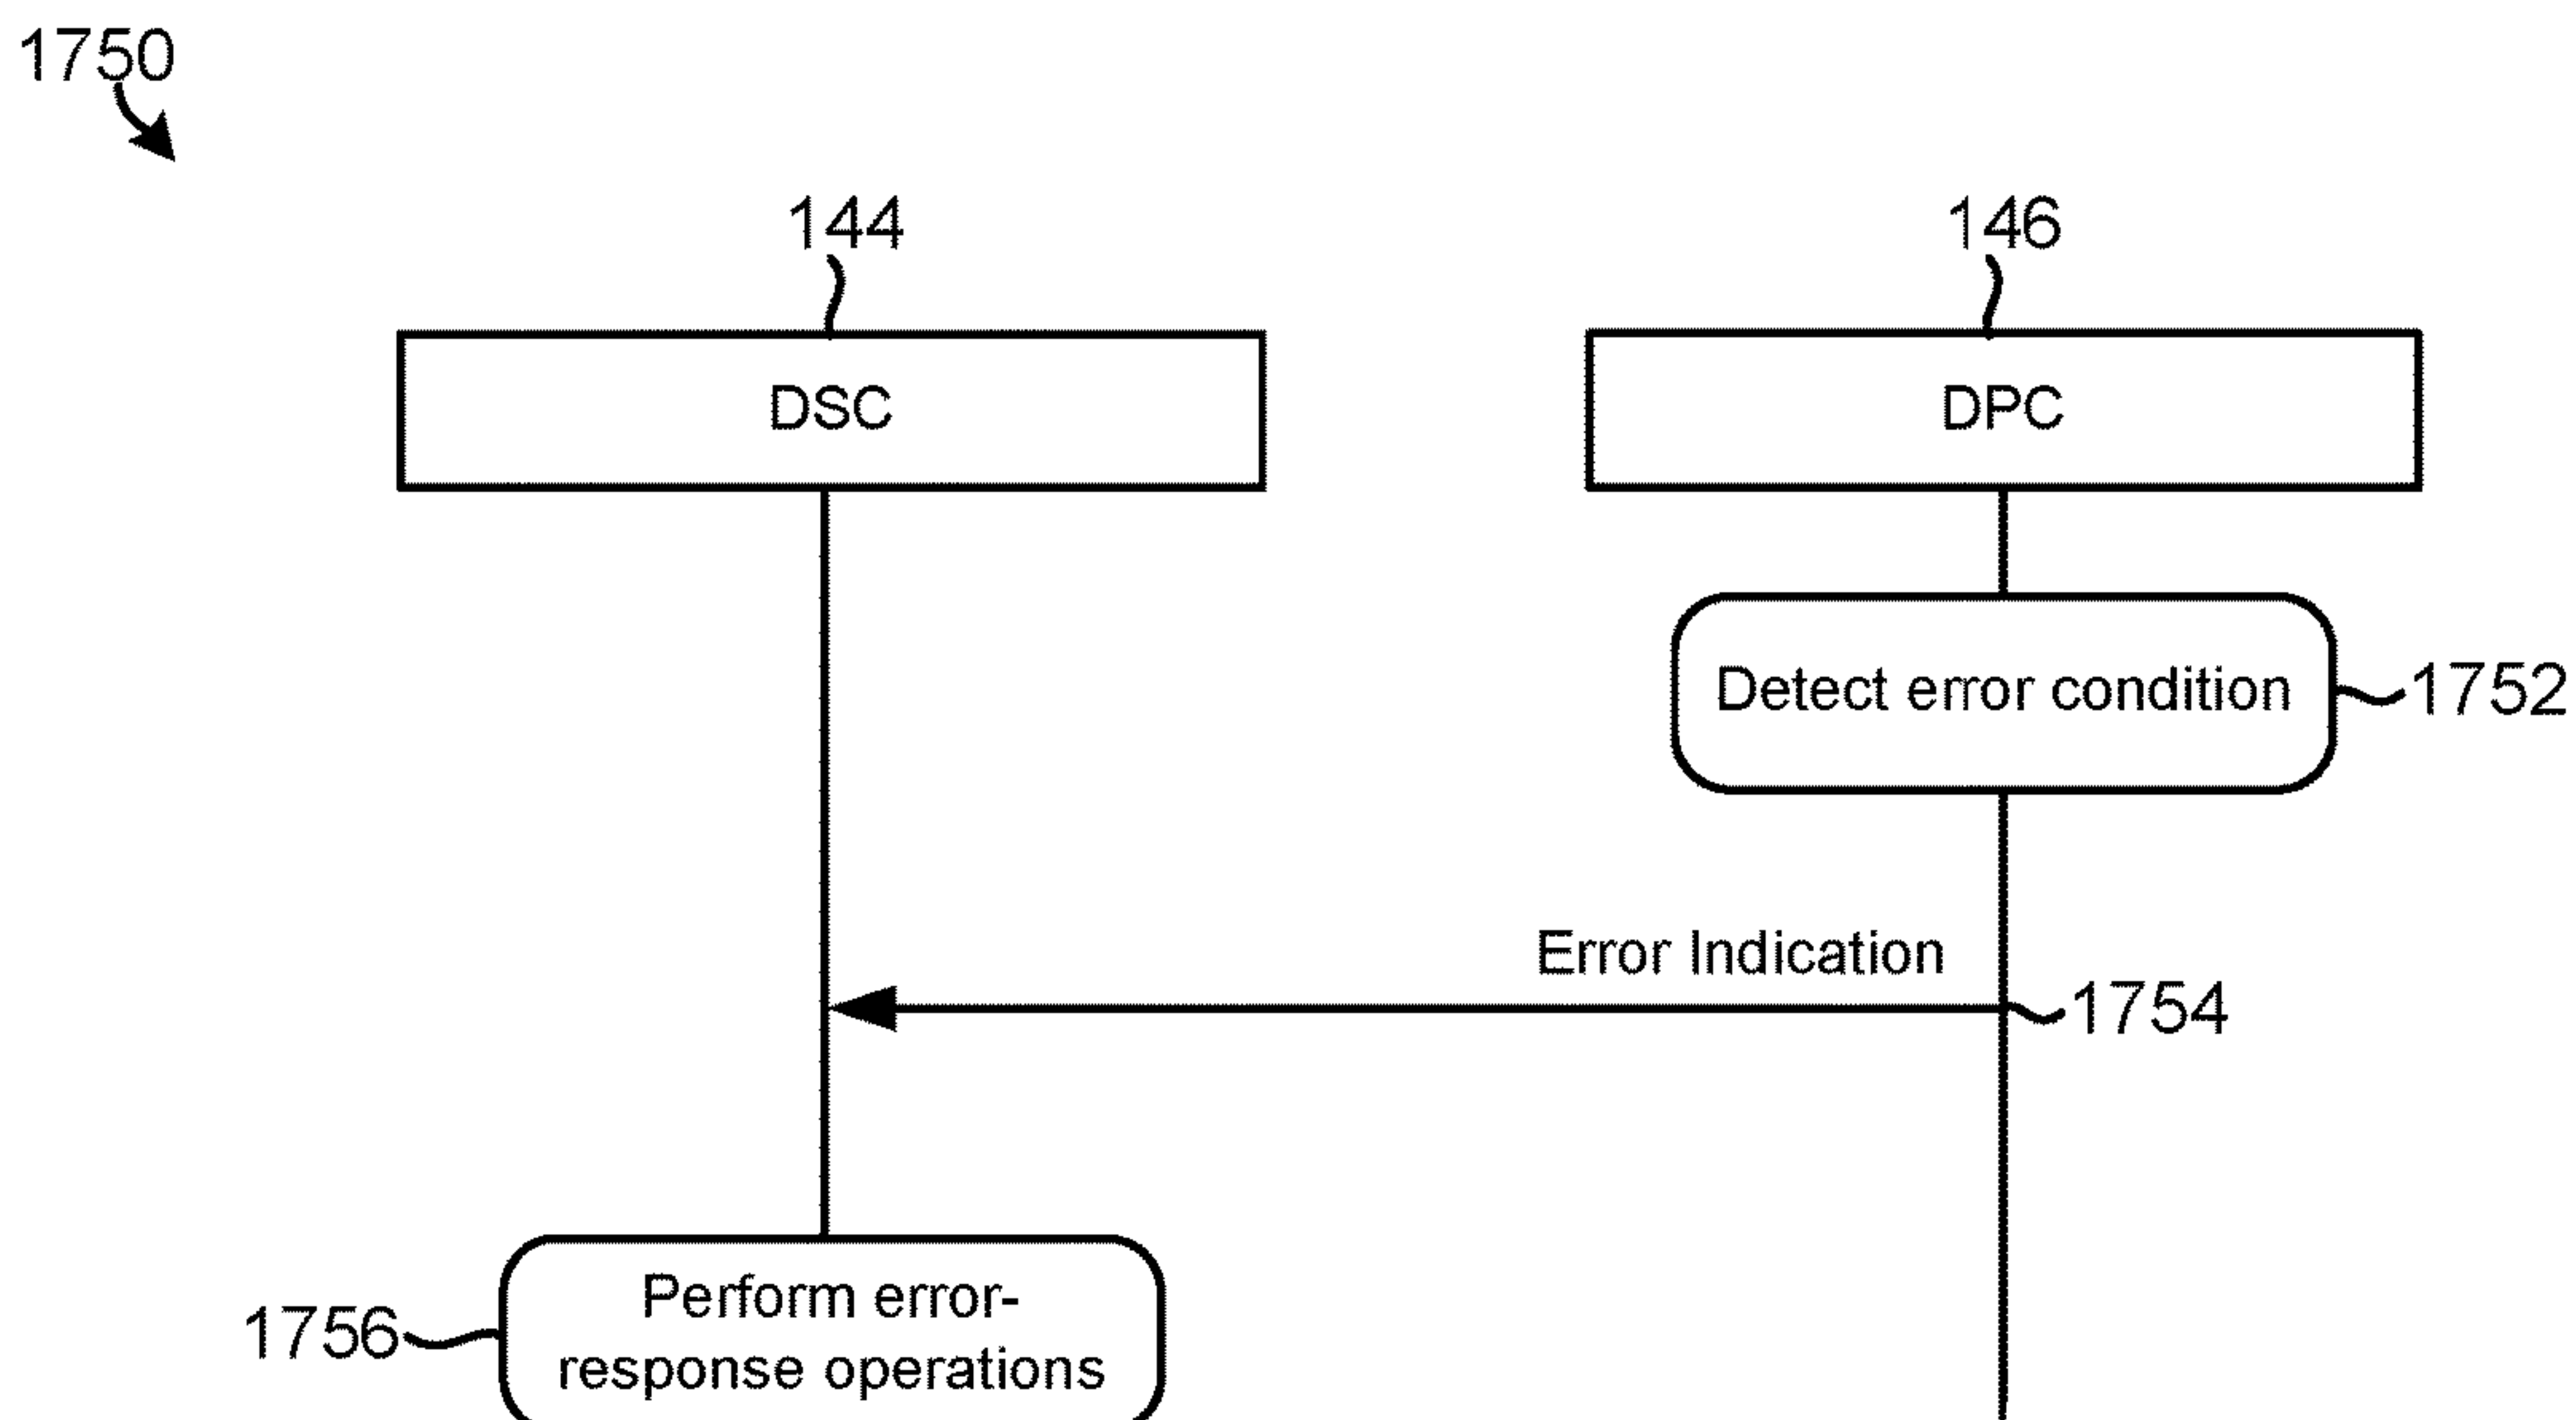 1750
144
146
DSC
DPC
Detect error condition
1752
Error Indication
1754
1756
Perform error-
response operations